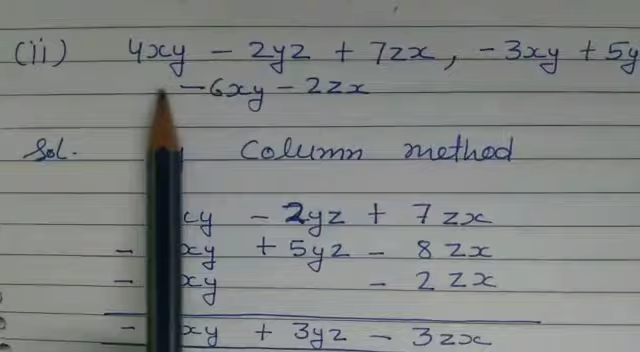 (ii) 4xy - 2yz + 7zx, -3xy + 5y
-6xy - 2zx
Sol. Column method
xy - 2yz + 7zx
- xy + 5yz - 8zx
- xy - 2zx
- xy + 3yz - 3zx